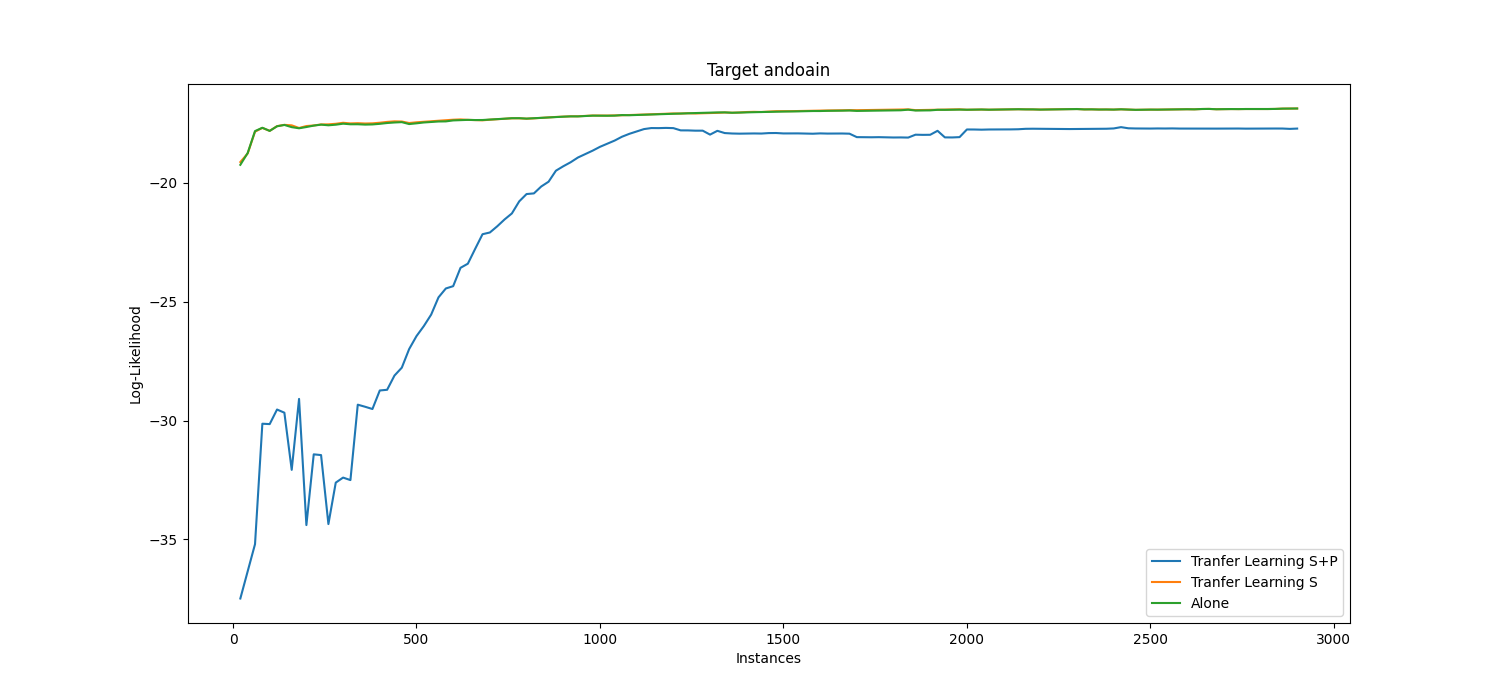 Target andoain
Log-Likelihood
−20
−25
−30
−35
0 500 1000 1500 2000 2500 3000
Instances
Tranfer Learning S+P
Tranfer Learning S
Alone